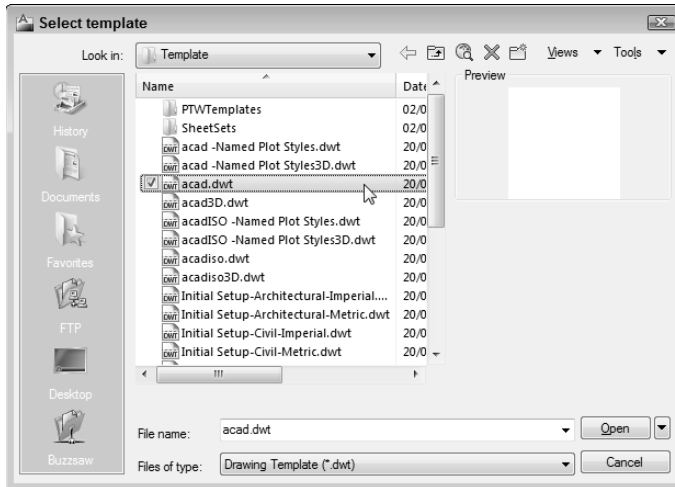 Select template
Look in: Template Views Tools
History
Documents
Favorites
FTP
Desktop
Buzzsaw
Name Date
PTWTemplates 02/0
SheetSets 02/0
acad -Named Plot Styles.dwt 20/0
acad -Named Plot Styles3D.dwt 20/0
acad.dwt 20/0
acad3D.dwt 20/0
acadISO -Named Plot Styles.dwt 20/0
acadISO -Named Plot Styles3D.dwt 20/0
acadiso.dwt 20/0
acadiso3D.dwt 20/0
Initial Setup-Architectural-Imperial.... 20/0
Initial Setup-Architectural-Metric.dwt 20/0
Initial Setup-Civil-Imperial.dwt 20/0
Initial Setup-Civil-Metric.dwt 20/0
Preview
File name: acad.dwt Open
Files of type: Drawing Template (*.dwt) Cancel